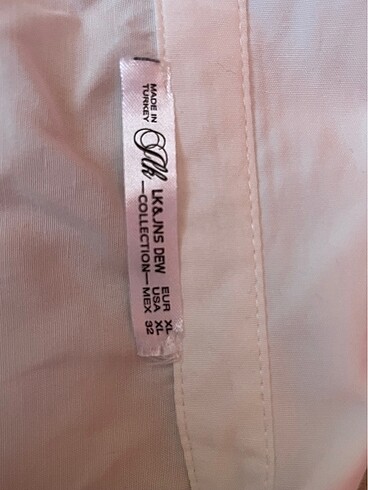 MADE IN
TURKEY
LK&JNS DEW
—COLLECTION—
EUR XL
USA XL
MEX 32